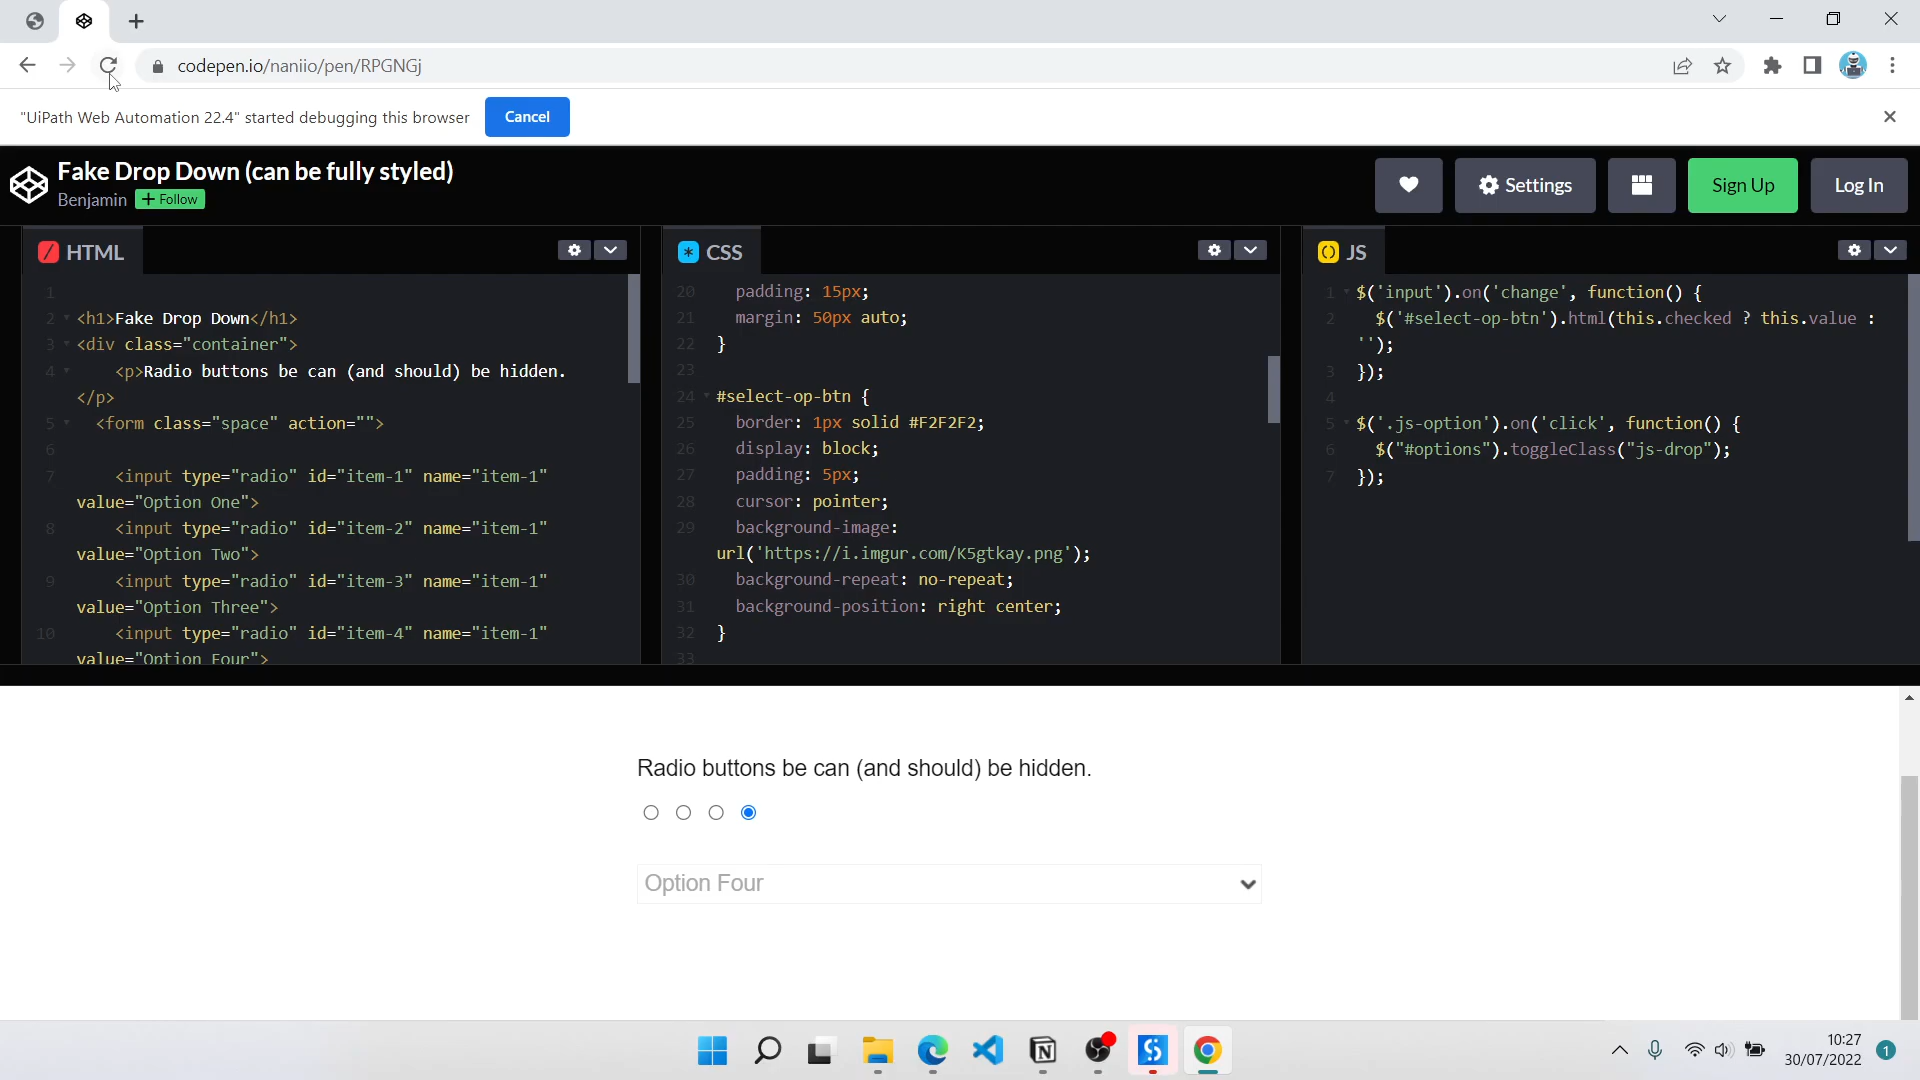 codepen.io/naniio/pen/RPGNGj
"UiPath Web Automation 22.4" started debugging this browser
Cancel
Fake Drop Down (can be fully styled)
Benjamin
+ Follow
Settings
Sign Up
Log In
HTML
1
2 <h1>Fake Drop Down</h1>
3 <div class="container">
4 <p>Radio buttons be can (and should) be hidden.
</p>
5 <form class="space" action="">
6
7 <input type="radio" id="item-1" name="item-1"
value="Option One">
8 <input type="radio" id="item-2" name="item-1"
value="Option Two">
9 <input type="radio" id="item-3" name="item-1"
value="Option Three">
10 <input type="radio" id="item-4" name="item-1"
value="Option Four">
CSS
20 padding: 15px;
21 margin: 50px auto;
22 }
23
24 #select-op-btn {
25 border: 1px solid #F2F2F2;
26 display: block;
27 padding: 5px;
28 cursor: pointer;
29 background-image:
url('https://i.imgur.com/K5gtkay.png');
30 background-repeat: no-repeat;
31 background-position: right center;
32 }
33
JS
1 $('input').on('change', function() {
2 $('#select-op-btn').html(this.checked ? this.value :
'');
3 });
4
5 $('.js-option').on('click', function() {
6 $("#options").toggleClass("js-drop");
7 });
Radio buttons be can (and should) be hidden.
Option Four
10:27
30/07/2022
1